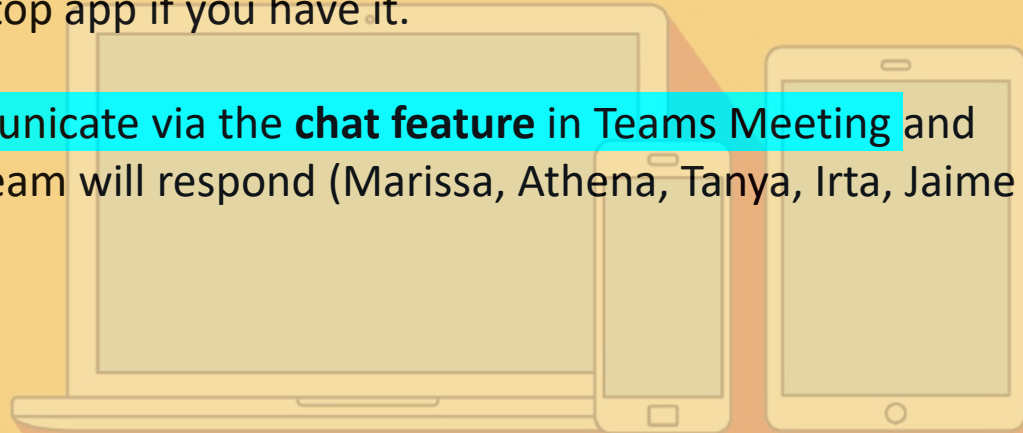 top app if you have it.
unicate via the chat feature in Teams Meeting and
eam will respond (Marissa, Athena, Tanya, Irta, Jaime